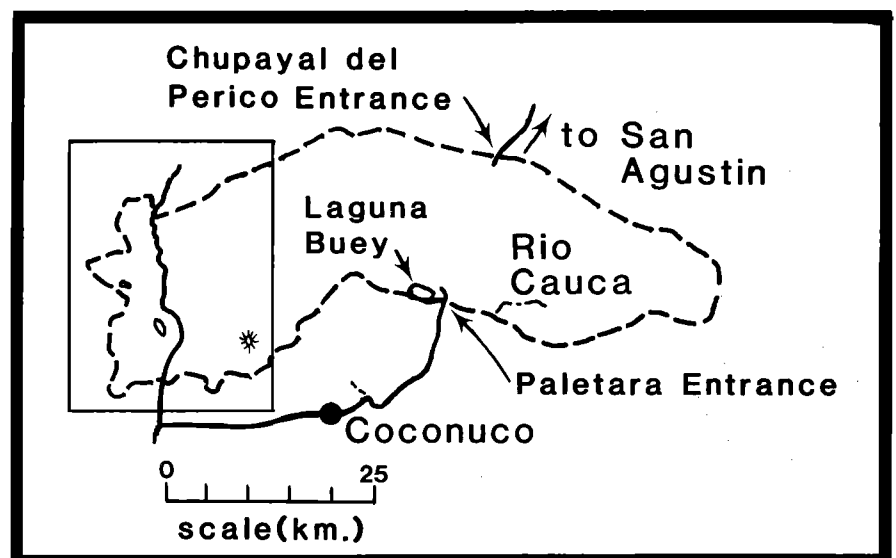 Chupayal del
Perico Entrance
to San
Agustin
Laguna
Buey
Rio
Cauca
Paletara Entrance
Coconuco
0 25
scale(km.)